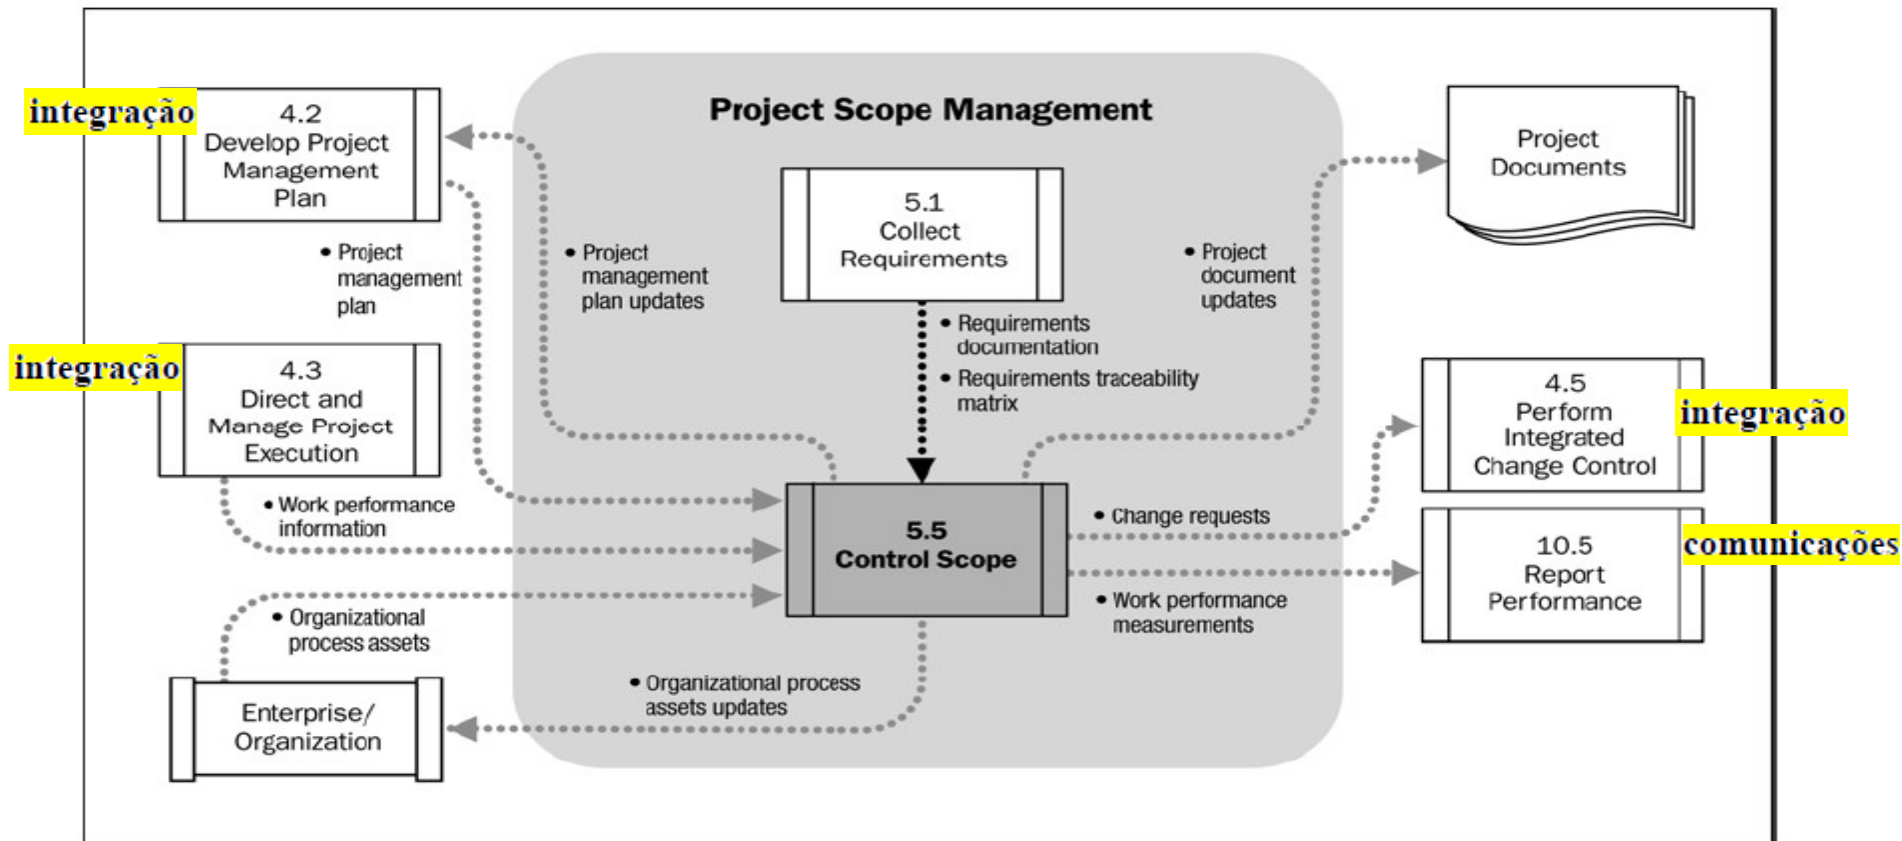 Project Scope Management
integração
4.2
Develop Project
Management
Plan
• Project
management
plan
• Project
management
plan updates
5.1
Collect
Requirements
• Requirements
documentation
• Requirements traceability
matrix
• Project
document
updates
Project
Documents
integração
4.3
Direct and
Manage Project
Execution
• Work performance
information
5.5
Control Scope
• Change requests
4.5
Perform
Integrated
Change Control
integração
• Work performance
measurements
10.5
Report
Performance
comunicações
• Organizational
process assets
Enterprise/
Organization
• Organizational process
assets updates